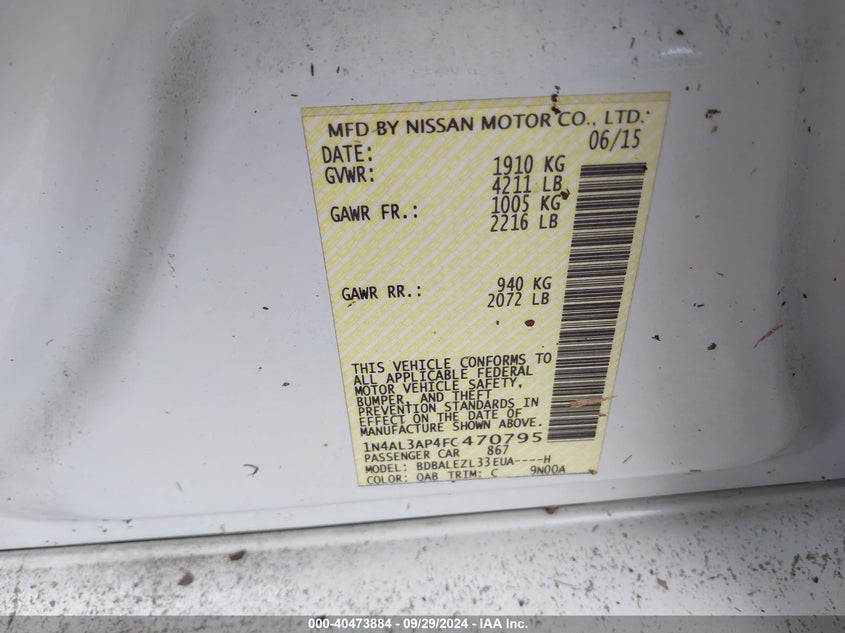 MFD BY NISSAN MOTOR CO., LTD.
DATE: 06/15
GVWR: 1910 KG
4211 LB
GAWR FR.: 1005 KG
2216 LB
GAWR RR.: 940 KG
2072 LB
THIS VEHICLE CONFORMS TO
ALL APPLICABLE FEDERAL
MOTOR VEHICLE SAFETY,
BUMPER, AND THEFT
PREVENTION STANDARDS IN
EFFECT ON THE DATE OF
MANUFACTURE SHOWN ABOVE.
1N4AL3AP4FC470795
PASSENGER CAR 867
MODEL: BDBALEZL33EUA----H
COLOR: QAB TRIM: C 9N00A
000-40473884 - 09/29/2024 - IAA Inc.